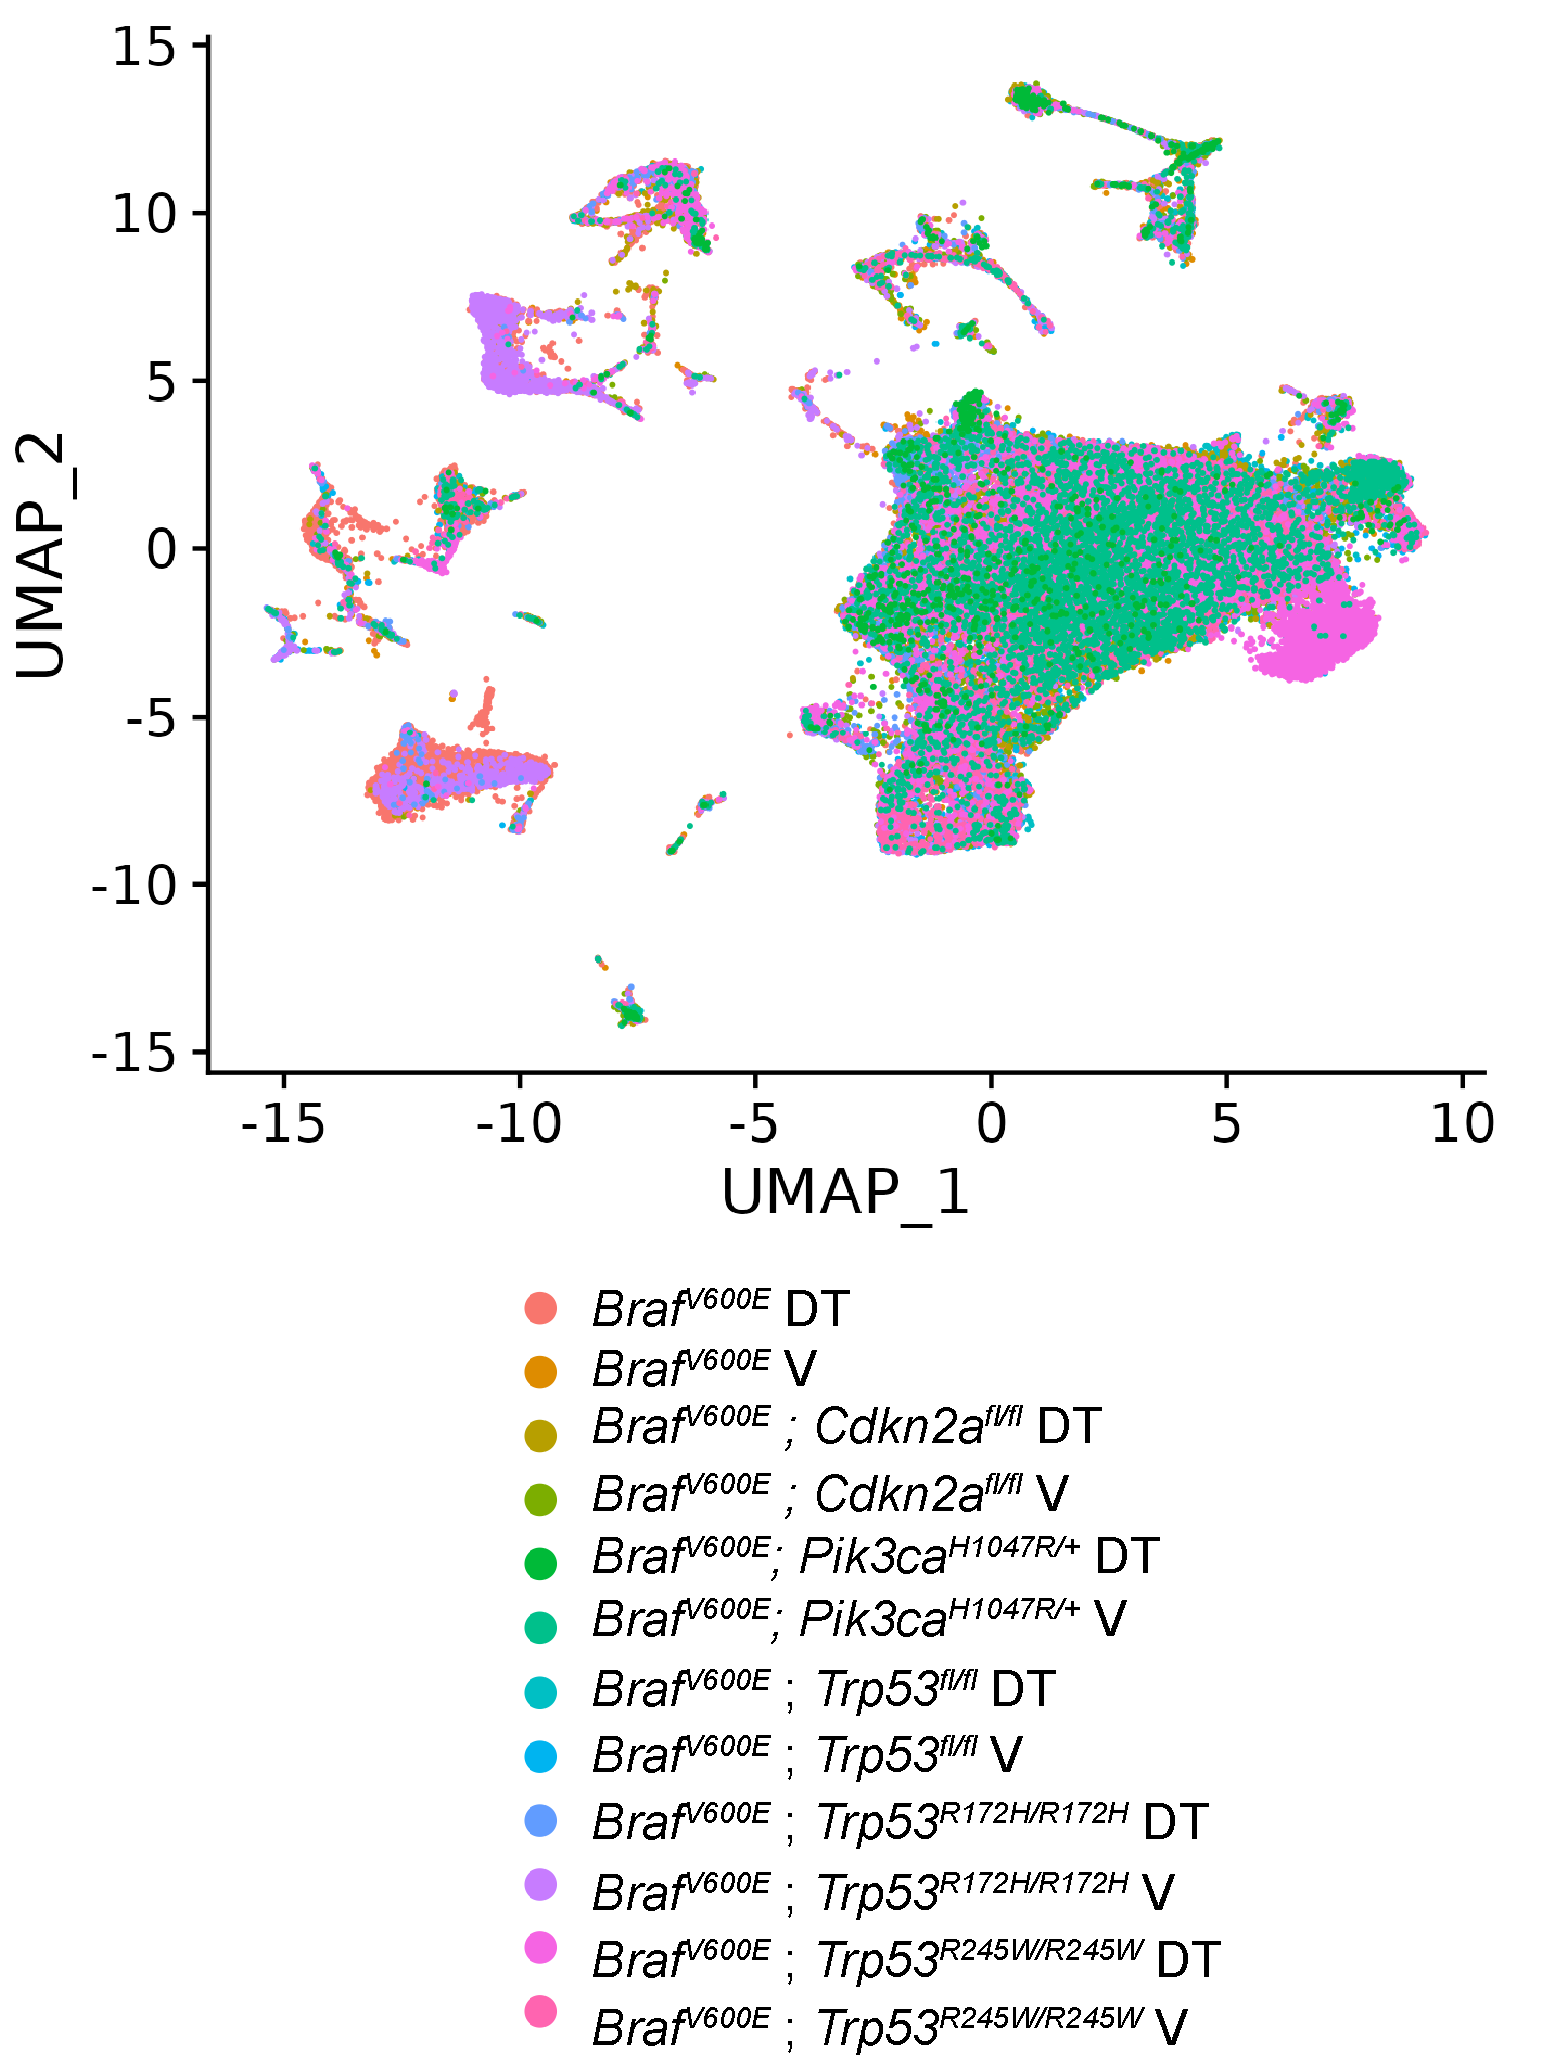 15
10
5
0
-5
-10
-15
UMAP_2
-15 -10 -5 0 5 10
UMAP_1
Braf^V600E DT
Braf^V600E V
Braf^V600E ; Cdkn2a^fl/fl DT
Braf^V600E ; Cdkn2a^fl/fl V
Braf^V600E; Pik3ca^H1047R/+ DT
Braf^V600E; Pik3ca^H1047R/+ V
Braf^V600E ; Trp53^fl/fl DT
Braf^V600E ; Trp53^fl/fl V
Braf^V600E ; Trp53^R172H/R172H DT
Braf^V600E ; Trp53^R172H/R172H V
Braf^V600E ; Trp53^R245W/R245W DT
Braf^V600E ; Trp53^R245W/R245W V